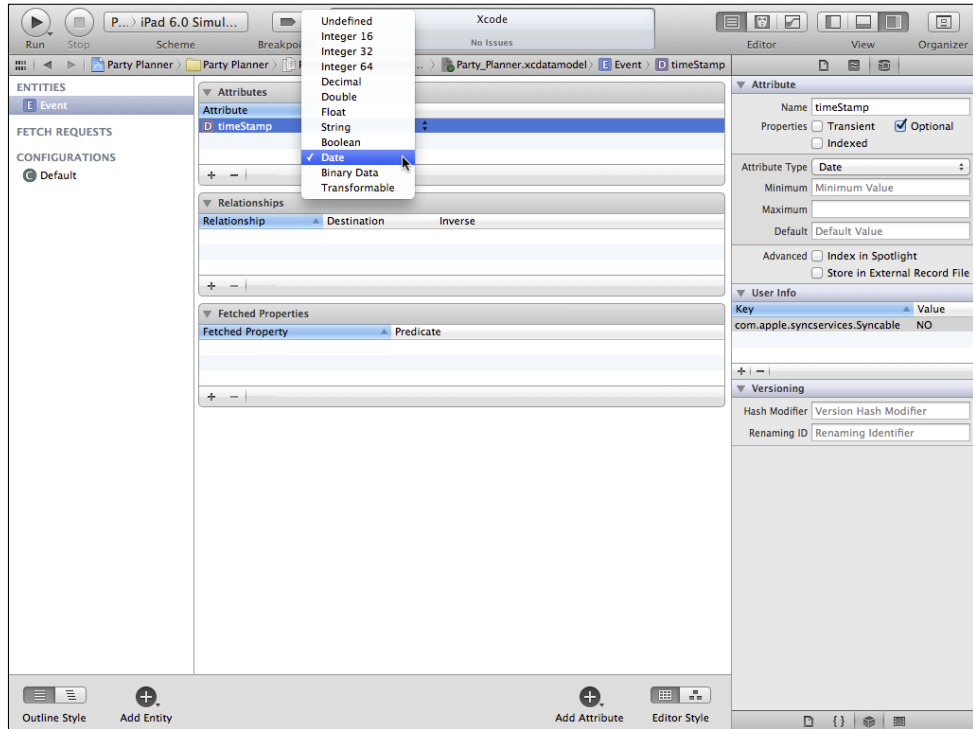 P...〉iPad 6.0 Simul...
Xcode
No Issues
Run
Stop
Scheme
Breakpoi
Editor
View
Organizer
Party Planner
Party Planner
P
...
Party_Planner.xcdatamodel
E Event
D timeStamp
Undefined
Integer 16
Integer 32
Integer 64
Decimal
Double
Float
String
Boolean
✓ Date
Binary Data
Transformable
ENTITIES
E Event
FETCH REQUESTS
CONFIGURATIONS
C Default
Attributes
Attribute
D timeStamp
+ −
Relationships
Relationship Destination Inverse
+ −
Fetched Properties
Fetched Property Predicate
+ −
Attribute
Name timeStamp
Properties Transient Optional
Indexed
Attribute Type Date
Minimum Minimum Value
Maximum
Default Default Value
Advanced Index in Spotlight
Store in External Record File
User Info
Key Value
com.apple.syncservices.Syncable NO
+ −
Versioning
Hash Modifier Version Hash Modifier
Renaming ID Renaming Identifier
Outline Style
Add Entity
Add Attribute
Editor Style
{}